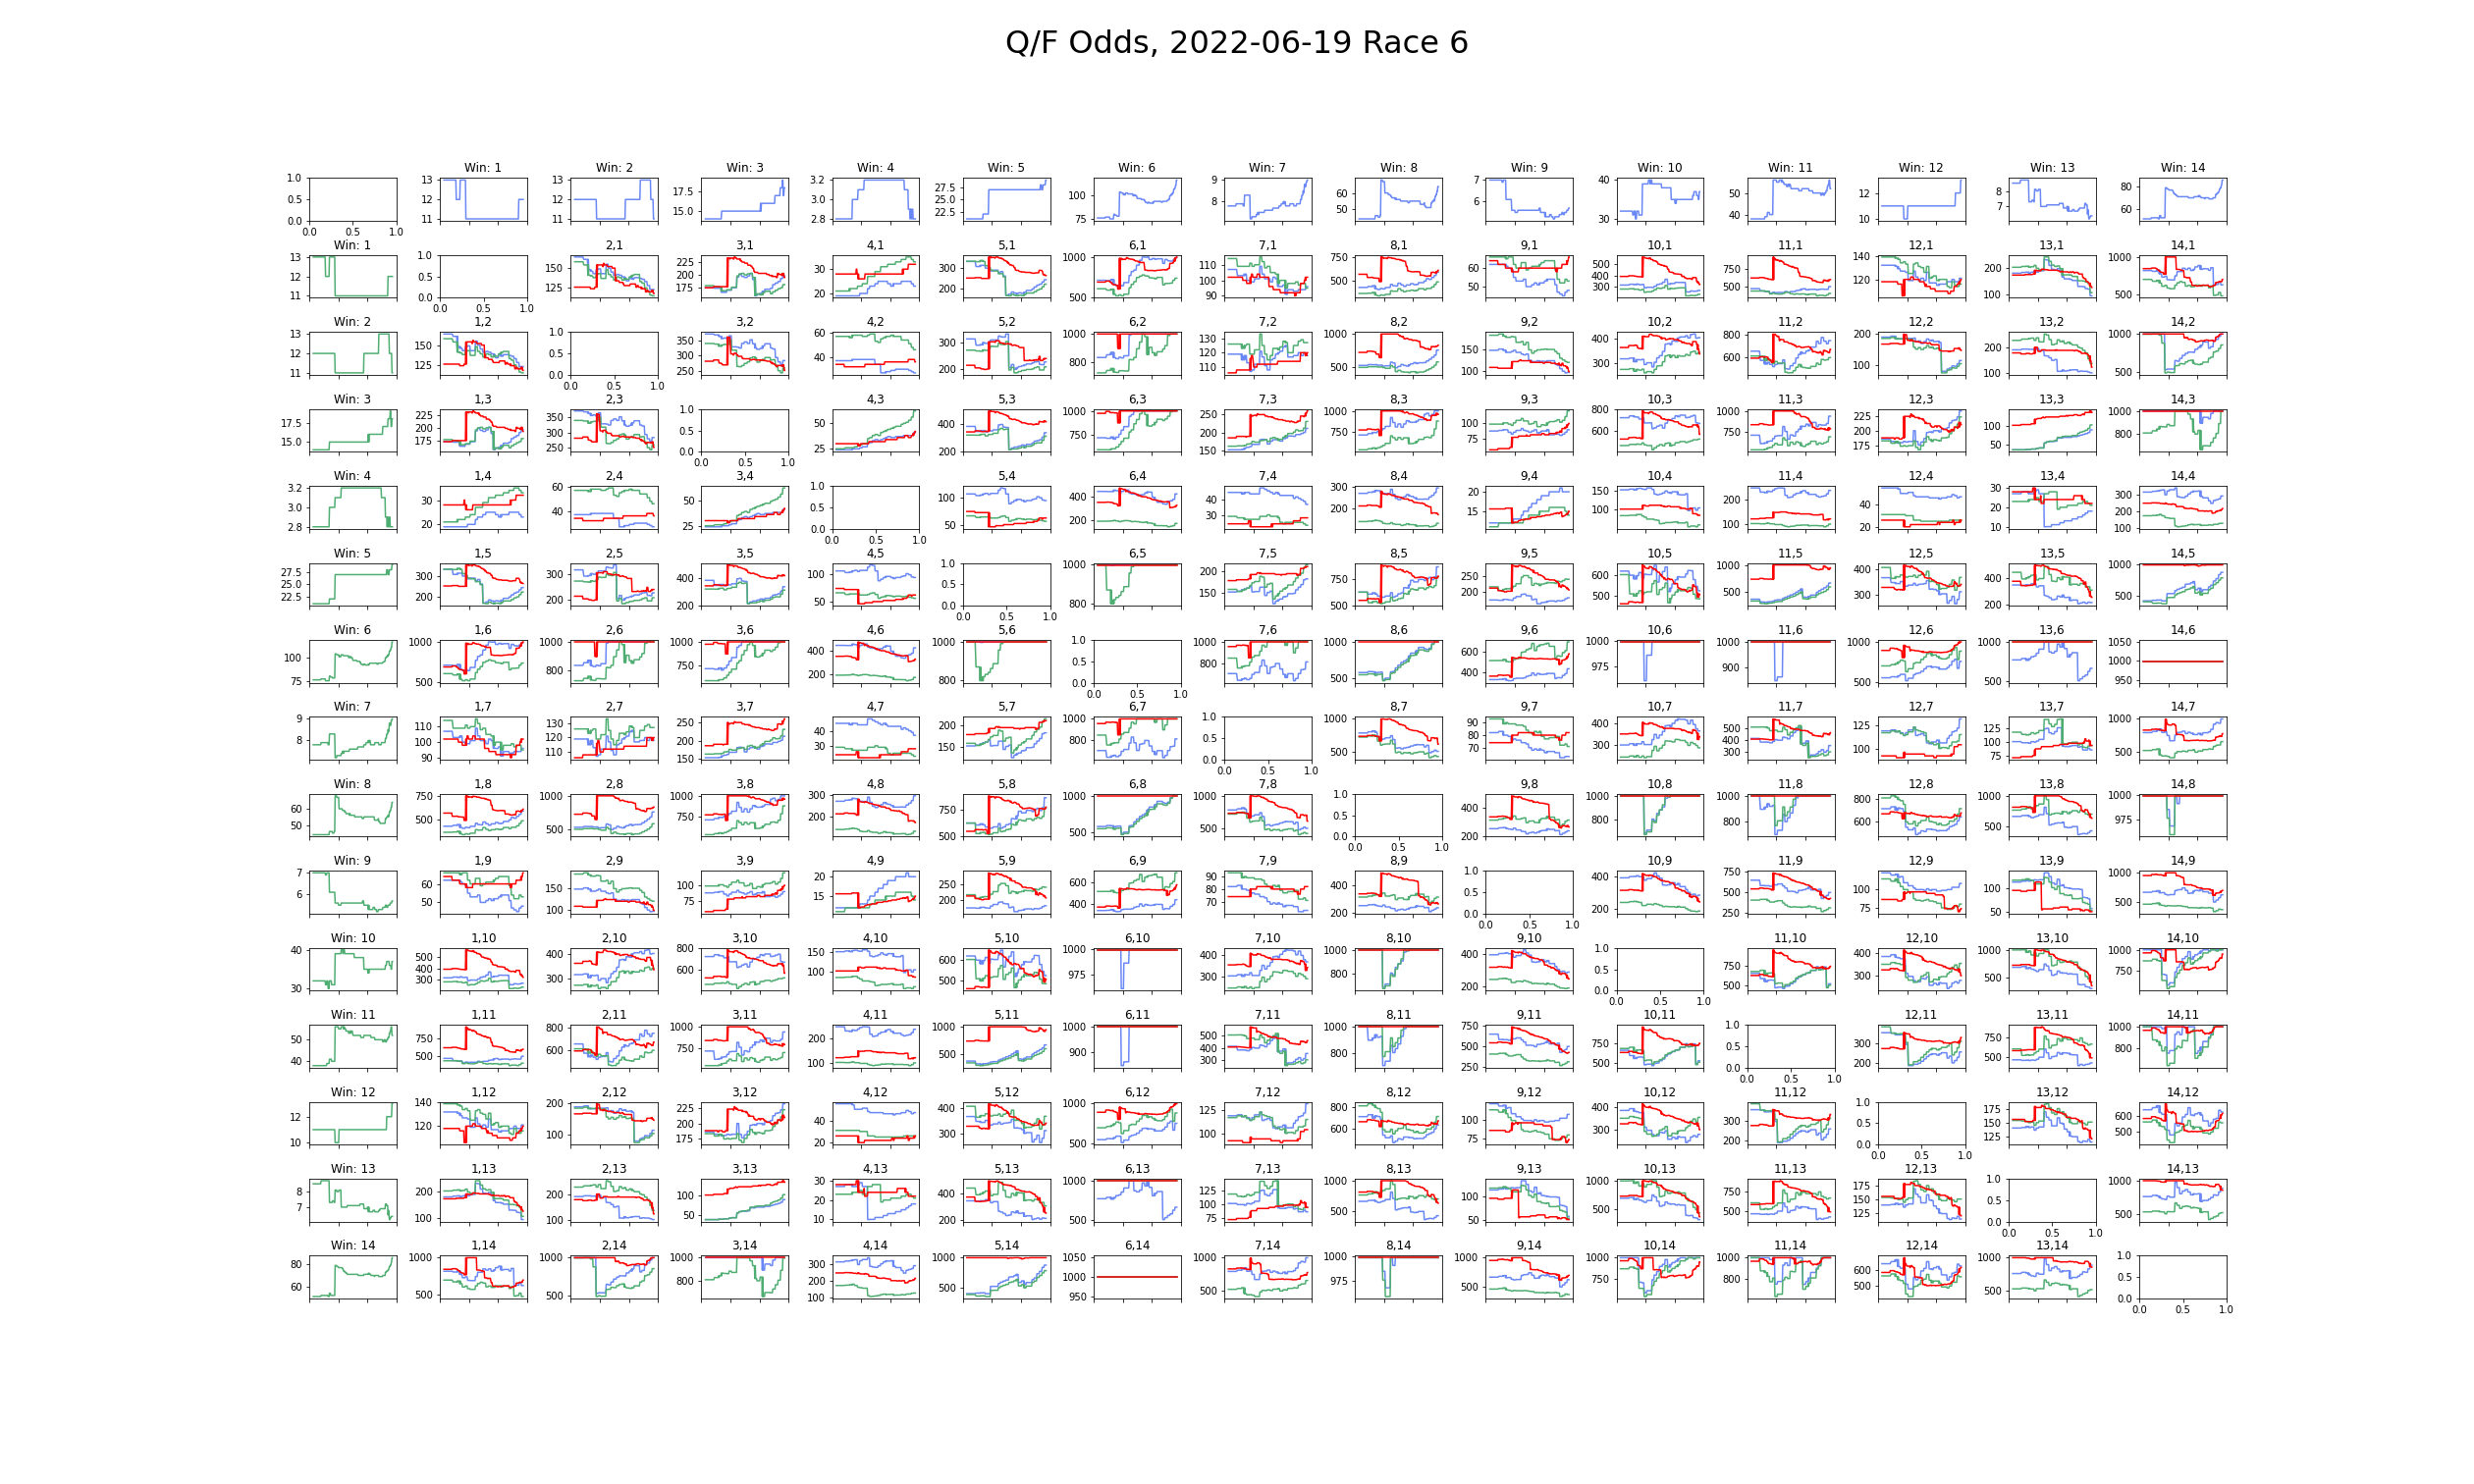 Q/F Odds, 2022-06-19 Race 6
Win: 1 Win: 2 Win: 3 Win: 4 Win: 5 Win: 6 Win: 7 Win: 8 Win: 9 Win: 10 Win: 11 Win: 12 Win: 13 Win: 14
1.0 0.5 0.0 13 12 11 13 12 11 17.5 15.0 3.2 3.0 2.8 27.5 25.0 22.5 100 75 9 8 60 50 7 6 40 30 50 40 12 10 8 7 80 60
0.0 0.5 1.0
Win: 1 2,1 3,1 4,1 5,1 6,1 7,1 8,1 9,1 10,1 11,1 12,1 13,1 14,1
13 12 11 1.0 0.5 0.0 150 125 225 200 175 30 20 300 200 1000 500 110 100 90 750 500 60 50 500 400 300 750 500 140 120 200 100 1000 500
0.0 0.5 1.0
Win: 2 1,2 3,2 4,2 5,2 6,2 7,2 8,2 9,2 10,2 11,2 12,2 13,2 14,2
13 12 11 150 125 1.0 0.5 0.0 350 300 250 60 40 300 200 1000 800 130 120 110 1000 500 150 100 400 300 800 600 200 100 200 100 1000 500
0.0 0.5 1.0
Win: 3 1,3 2,3 4,3 5,3 6,3 7,3 8,3 9,3 10,3 11,3 12,3 13,3 14,3
17.5 15.0 225 200 175 350 300 250 1.0 0.5 0.0 50 25 400 200 1000 750 250 200 150 1000 750 100 75 800 600 1000 750 225 200 175 100 50 1000 800
0.0 0.5 1.0
Win: 4 1,4 2,4 3,4 5,4 6,4 7,4 8,4 9,4 10,4 11,4 12,4 13,4 14,4
3.2 3.0 2.8 30 20 60 40 50 25 1.0 0.5 0.0 100 50 400 200 40 30 300 200 20 15 150 100 200 100 40 20 30 20 10 300 200 100
0.0 0.5 1.0
Win: 5 1,5 2,5 3,5 4,5 6,5 7,5 8,5 9,5 10,5 11,5 12,5 13,5 14,5
27.5 25.0 22.5 300 200 300 200 400 200 100 50 1.0 0.5 0.0 1000 800 200 150 750 500 250 200 600 500 1000 500 400 300 400 200 1000 500
0.0 0.5 1.0
Win: 6 1,6 2,6 3,6 4,6 5,6 7,6 8,6 9,6 10,6 11,6 12,6 13,6 14,6
100 75 1000 500 1000 800 1000 750 400 200 1000 800 1.0 0.5 0.0 1000 800 1000 500 600 400 1000 975 1000 900 1000 500 1000 500 1050 1000 950
0.0 0.5 1.0
Win: 7 1,7 2,7 3,7 4,7 5,7 6,7 8,7 9,7 10,7 11,7 12,7 13,7 14,7
9 8 110 100 90 130 120 110 250 200 150 40 30 200 150 1000 800 1.0 0.5 0.0 1000 500 90 80 70 400 300 500 400 300 125 100 125 100 75 1000 500
0.0 0.5 1.0
Win: 8 1,8 2,8 3,8 4,8 5,8 6,8 7,8 9,8 10,8 11,8 12,8 13,8 14,8
60 50 750 500 1000 500 1000 750 300 200 750 500 1000 500 1000 500 1.0 0.5 0.0 400 200 1000 800 1000 800 800 600 1000 500 1000 975
0.0 0.5 1.0
Win: 9 1,9 2,9 3,9 4,9 5,9 6,9 7,9 8,9 10,9 11,9 12,9 13,9 14,9
7 6 60 50 150 100 100 75 20 15 250 200 600 400 90 80 70 400 200 1.0 0.5 0.0 400 200 750 500 250 100 75 100 50 1000 500
0.0 0.5 1.0
Win: 10 1,10 2,10 3,10 4,10 5,10 6,10 7,10 8,10 9,10 11,10 12,10 13,10 14,10
40 30 500 400 300 400 300 800 600 150 100 600 500 1000 975 400 300 1000 800 400 200 1.0 0.5 0.0 750 500 400 300 1000 500 1000 750
0.0 0.5 1.0
Win: 11 1,11 2,11 3,11 4,11 5,11 6,11 7,11 8,11 9,11 10,11 12,11 13,11 14,11
50 40 750 500 800 600 1000 750 200 100 1000 500 1000 900 500 400 300 1000 800 750 500 250 750 500 1.0 0.5 0.0 300 200 750 500 1000 800
0.0 0.5 1.0
Win: 12 1,12 2,12 3,12 4,12 5,12 6,12 7,12 8,12 9,12 10,12 11,12 13,12 14,12
12 10 140 120 200 100 225 200 175 40 20 400 300 1000 500 125 100 800 600 100 75 400 300 300 200 1.0 0.5 0.0 175 150 125 600 500
0.0 0.5 1.0
Win: 13 1,13 2,13 3,13 4,13 5,13 6,13 7,13 8,13 9,13 10,13 11,13 12,13 14,13
8 7 200 100 200 100 100 50 30 20 10 400 200 1000 500 125 100 75 1000 500 100 50 1000 500 750 500 175 150 125 1.0 0.5 0.0 1000 500
0.0 0.5 1.0
Win: 14 1,14 2,14 3,14 4,14 5,14 6,14 7,14 8,14 9,14 10,14 11,14 12,14 13,14
80 60 1000 500 1000 500 1000 800 300 200 100 1000 500 1050 1000 950 1000 500 1000 975 1000 500 1000 750 1000 800 600 500 1000 500 1.0 0.5 0.0
0.0 0.5 1.0